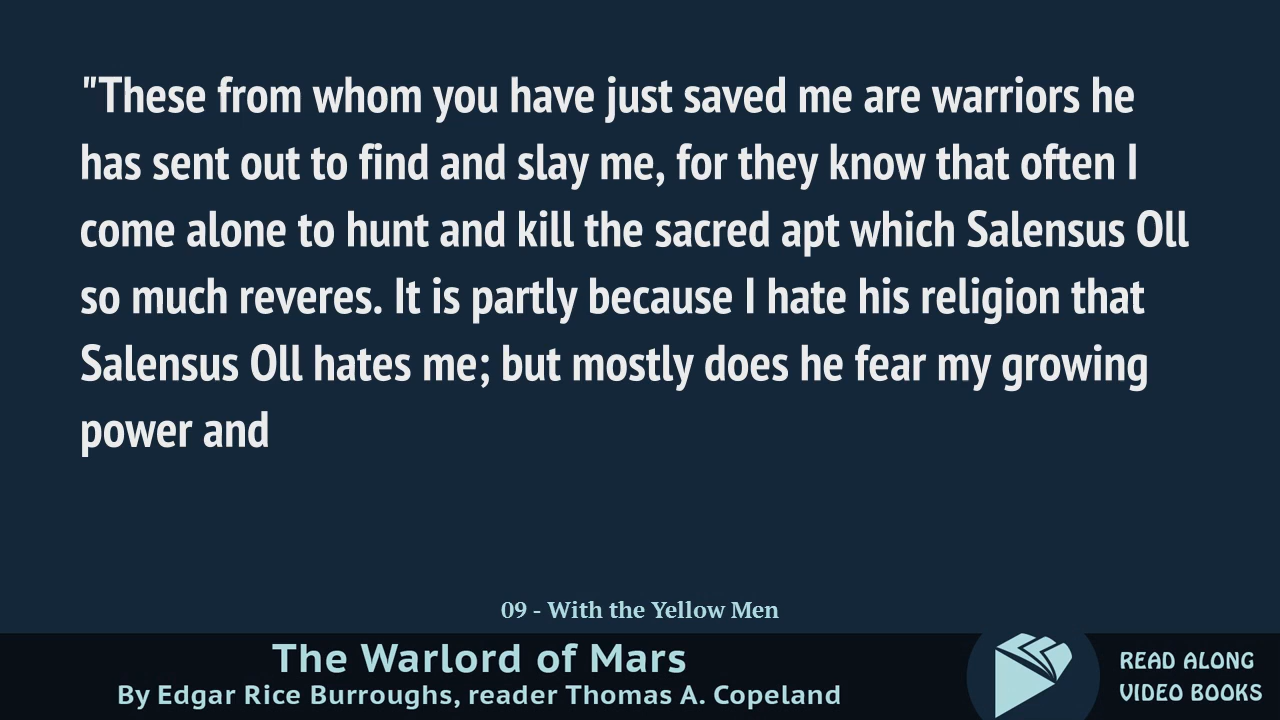 "These from whom you have just saved me are warriors he
has sent out to find and slay me, for they know that often I
come alone to hunt and kill the sacred apt which Salensus Oll
so much reveres. It is partly because I hate his religion that
Salensus Oll hates me; but mostly does he fear my growing
power and
09 - With the Yellow Men
The Warlord of Mars
By Edgar Rice Burroughs, reader Thomas A. Copeland
READ ALONG
VIDEO BOOKS